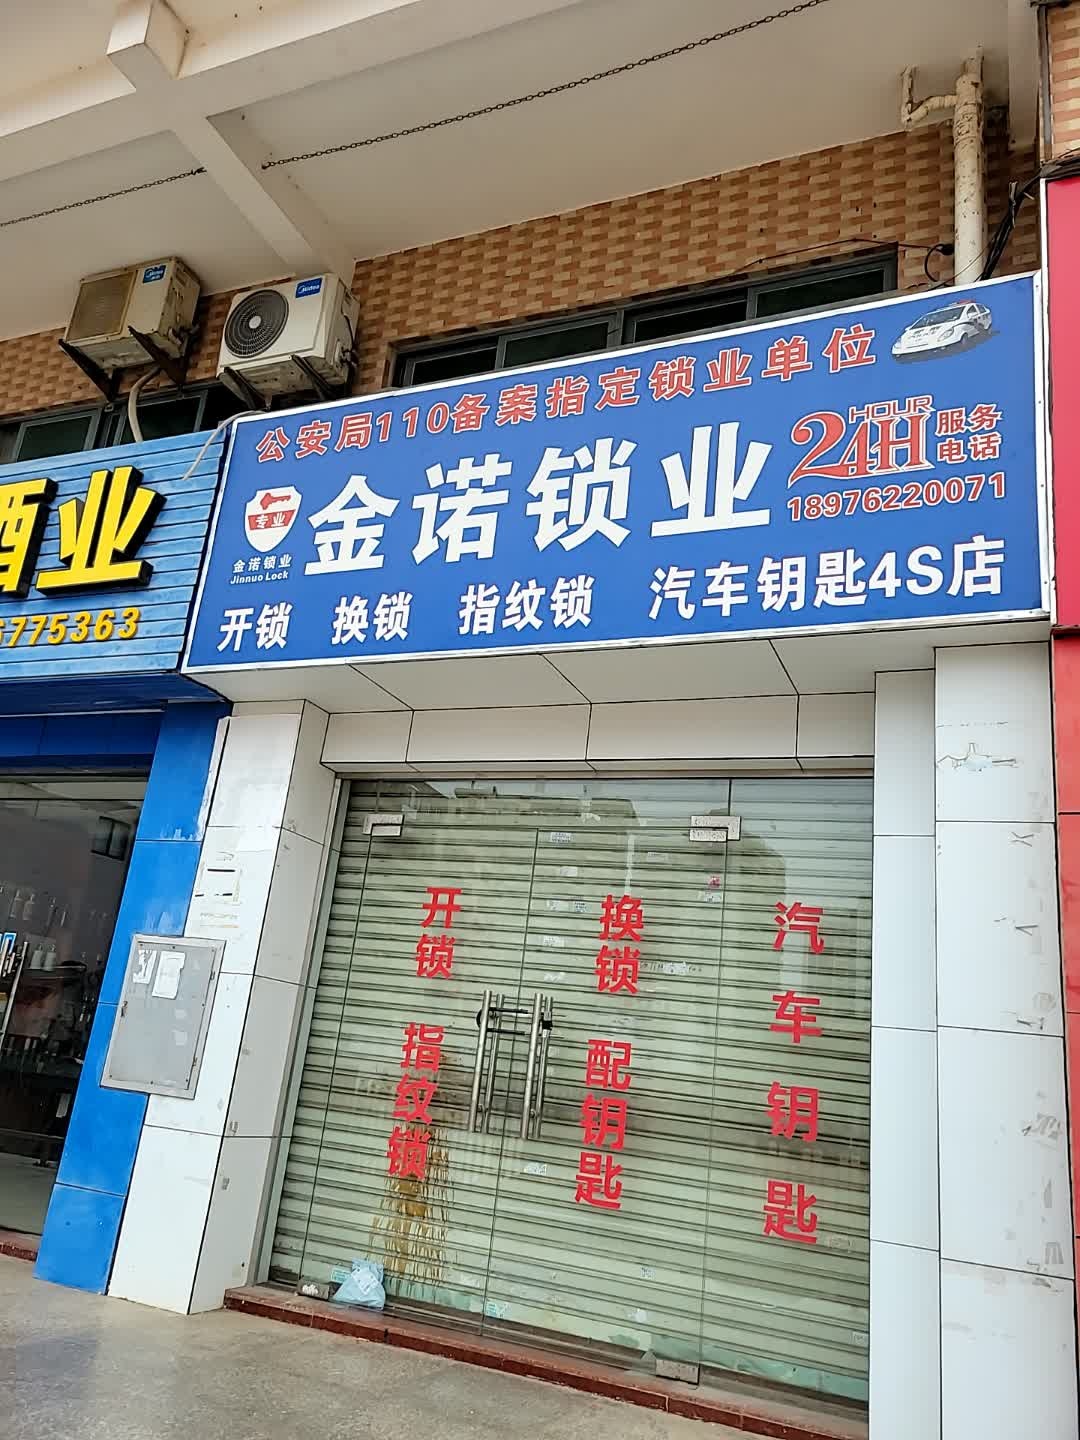 公安局110备案指定锁业单位
专业
金诺锁业
Jinnuo Lock
金诺锁业
24H
HOUR
服务
电话
18976220071
开锁 换锁 指纹锁 汽车钥匙4S店
酒业
6775363
Midea
Midea
开锁 指纹锁
换锁 配钥匙
汽车钥匙